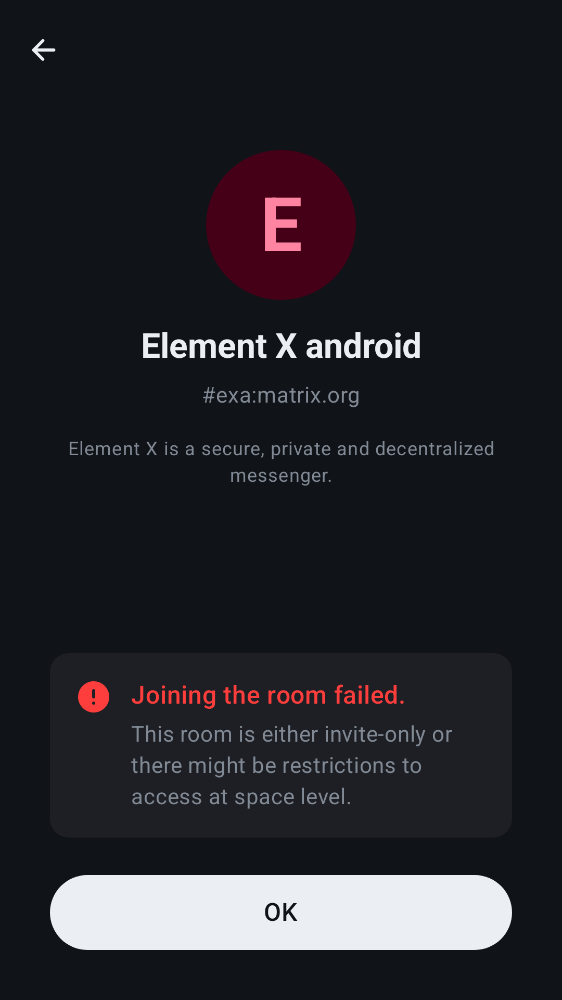 E
Element X android
#exa:matrix.org
Element X is a secure, private and decentralized
messenger.
Joining the room failed.
This room is either invite-only or
there might be restrictions to
access at space level.
OK